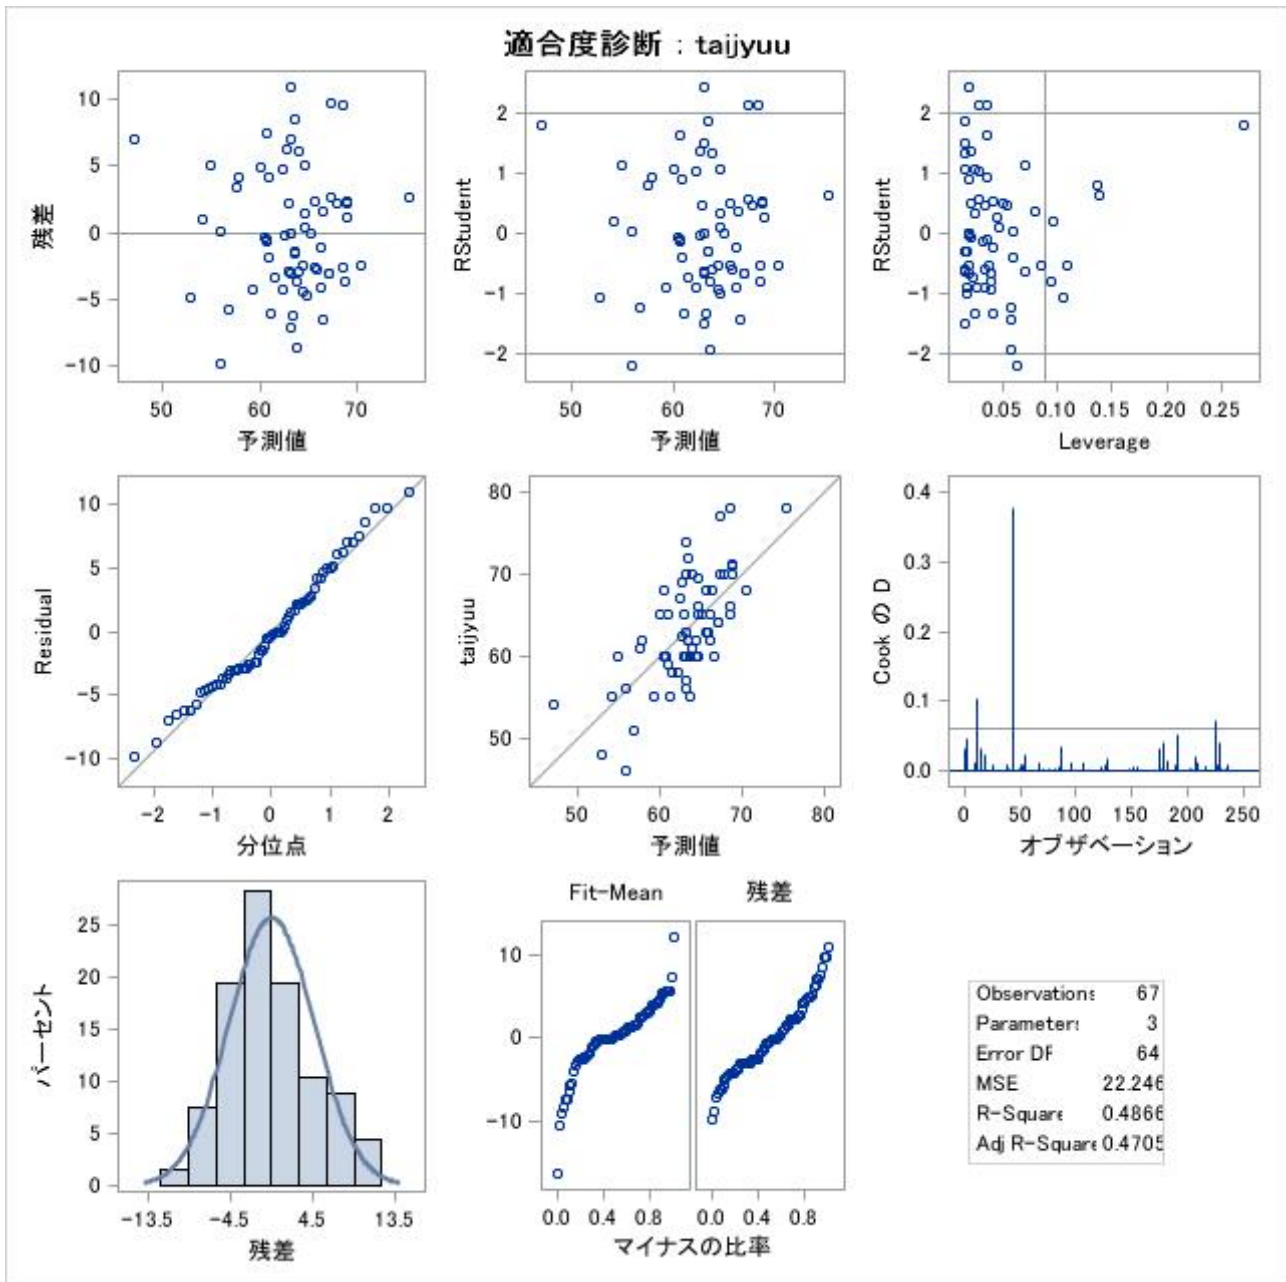 適合度診断 : taijyuu
残差
10
5
0
-5
-10
50 60 70
予測値
RStudent
2
1
0
-1
-2
50 60 70
予測値
RStudent
2
1
0
-1
-2
0.05 0.10 0.15 0.20 0.25
Leverage
Residual
10
5
0
-5
-10
-2 -1 0 1 2
分位点
taijyuu
80
70
60
50
50 60 70 80
予測値
Cook の D
0.4
0.3
0.2
0.1
0.0
0 50 100 150 200 250
オブザベーション
パーセント
25
20
15
10
5
0
-13.5 -4.5 4.5 13.5
残差
Fit-Mean 残差
10
0
-10
0.0 0.4 0.8 0.0 0.4 0.8
マイナスの比率
Observations 67
Parameters 3
Error DF 64
MSE 22.246
R-Square 0.4866
Adj R-Square 0.4705